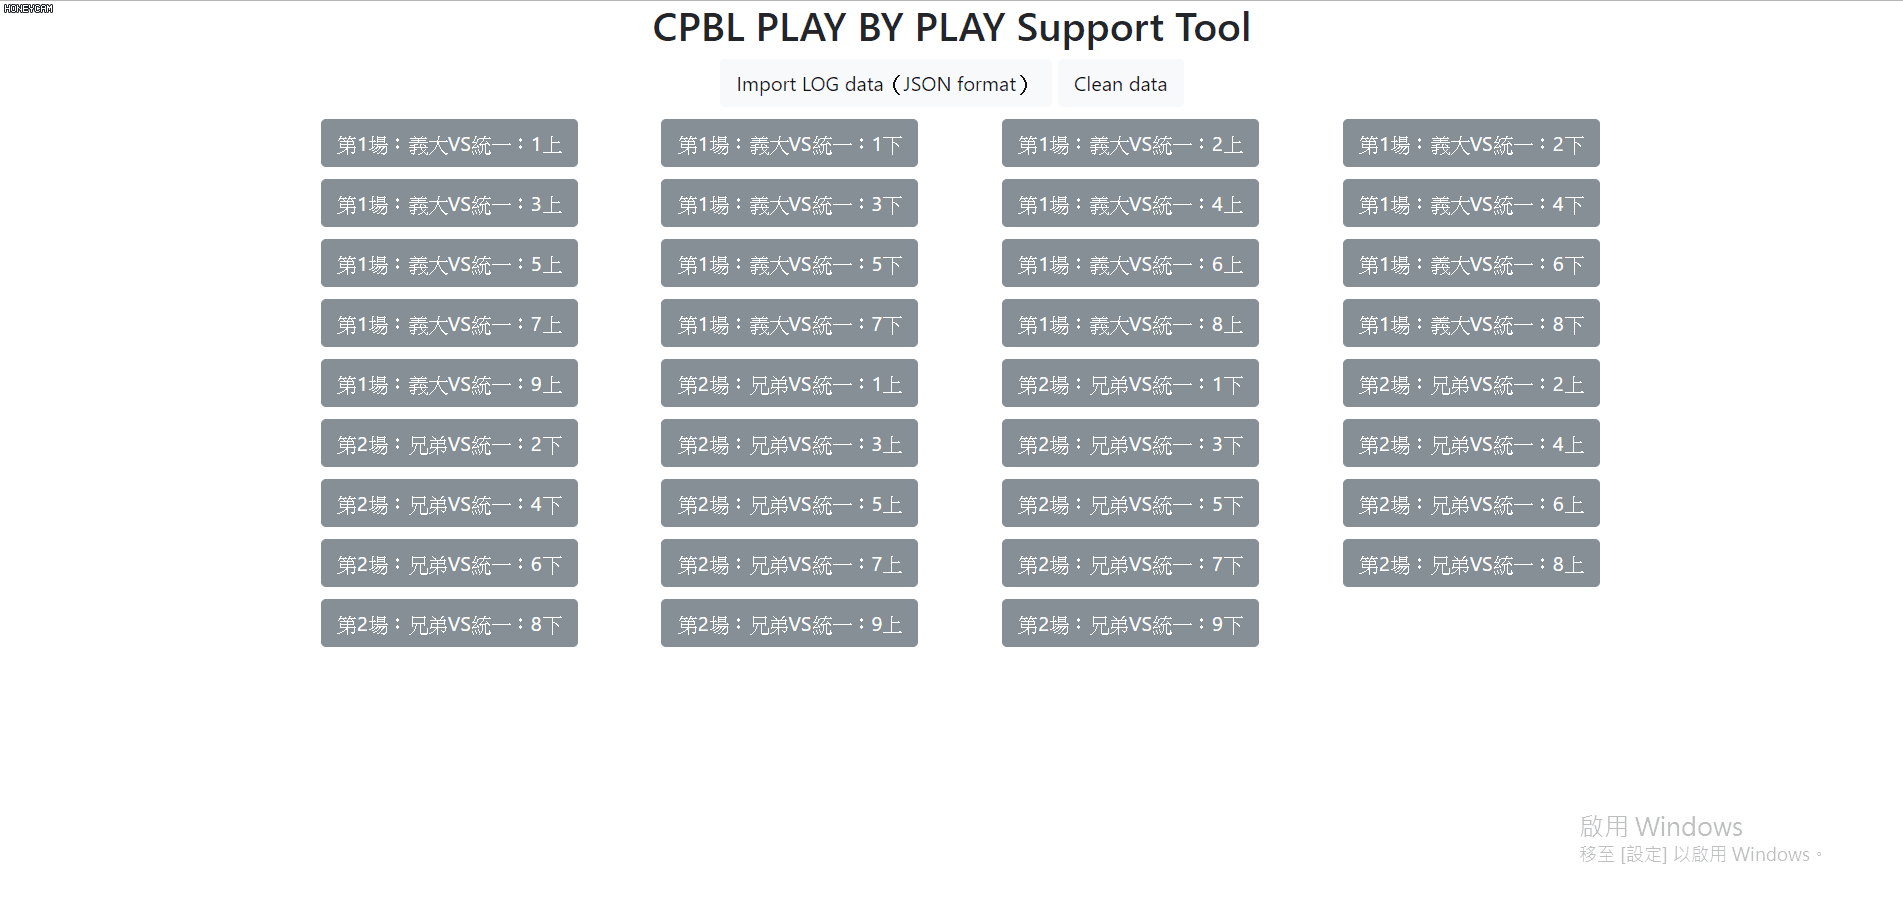 HONEYCAM
CPBL PLAY BY PLAY Support Tool
Import LOG data（JSON format） Clean data
第1場：義大VS統一：1上 第1場：義大VS統一：1下 第1場：義大VS統一：2上 第1場：義大VS統一：2下
第1場：義大VS統一：3上 第1場：義大VS統一：3下 第1場：義大VS統一：4上 第1場：義大VS統一：4下
第1場：義大VS統一：5上 第1場：義大VS統一：5下 第1場：義大VS統一：6上 第1場：義大VS統一：6下
第1場：義大VS統一：7上 第1場：義大VS統一：7下 第1場：義大VS統一：8上 第1場：義大VS統一：8下
第1場：義大VS統一：9上 第2場：兄弟VS統一：1上 第2場：兄弟VS統一：1下 第2場：兄弟VS統一：2上
第2場：兄弟VS統一：2下 第2場：兄弟VS統一：3上 第2場：兄弟VS統一：3下 第2場：兄弟VS統一：4上
第2場：兄弟VS統一：4下 第2場：兄弟VS統一：5上 第2場：兄弟VS統一：5下 第2場：兄弟VS統一：6上
第2場：兄弟VS統一：6下 第2場：兄弟VS統一：7上 第2場：兄弟VS統一：7下 第2場：兄弟VS統一：8上
第2場：兄弟VS統一：8下 第2場：兄弟VS統一：9上 第2場：兄弟VS統一：9下
啟用 Windows
移至 [設定] 以啟用 Windows。